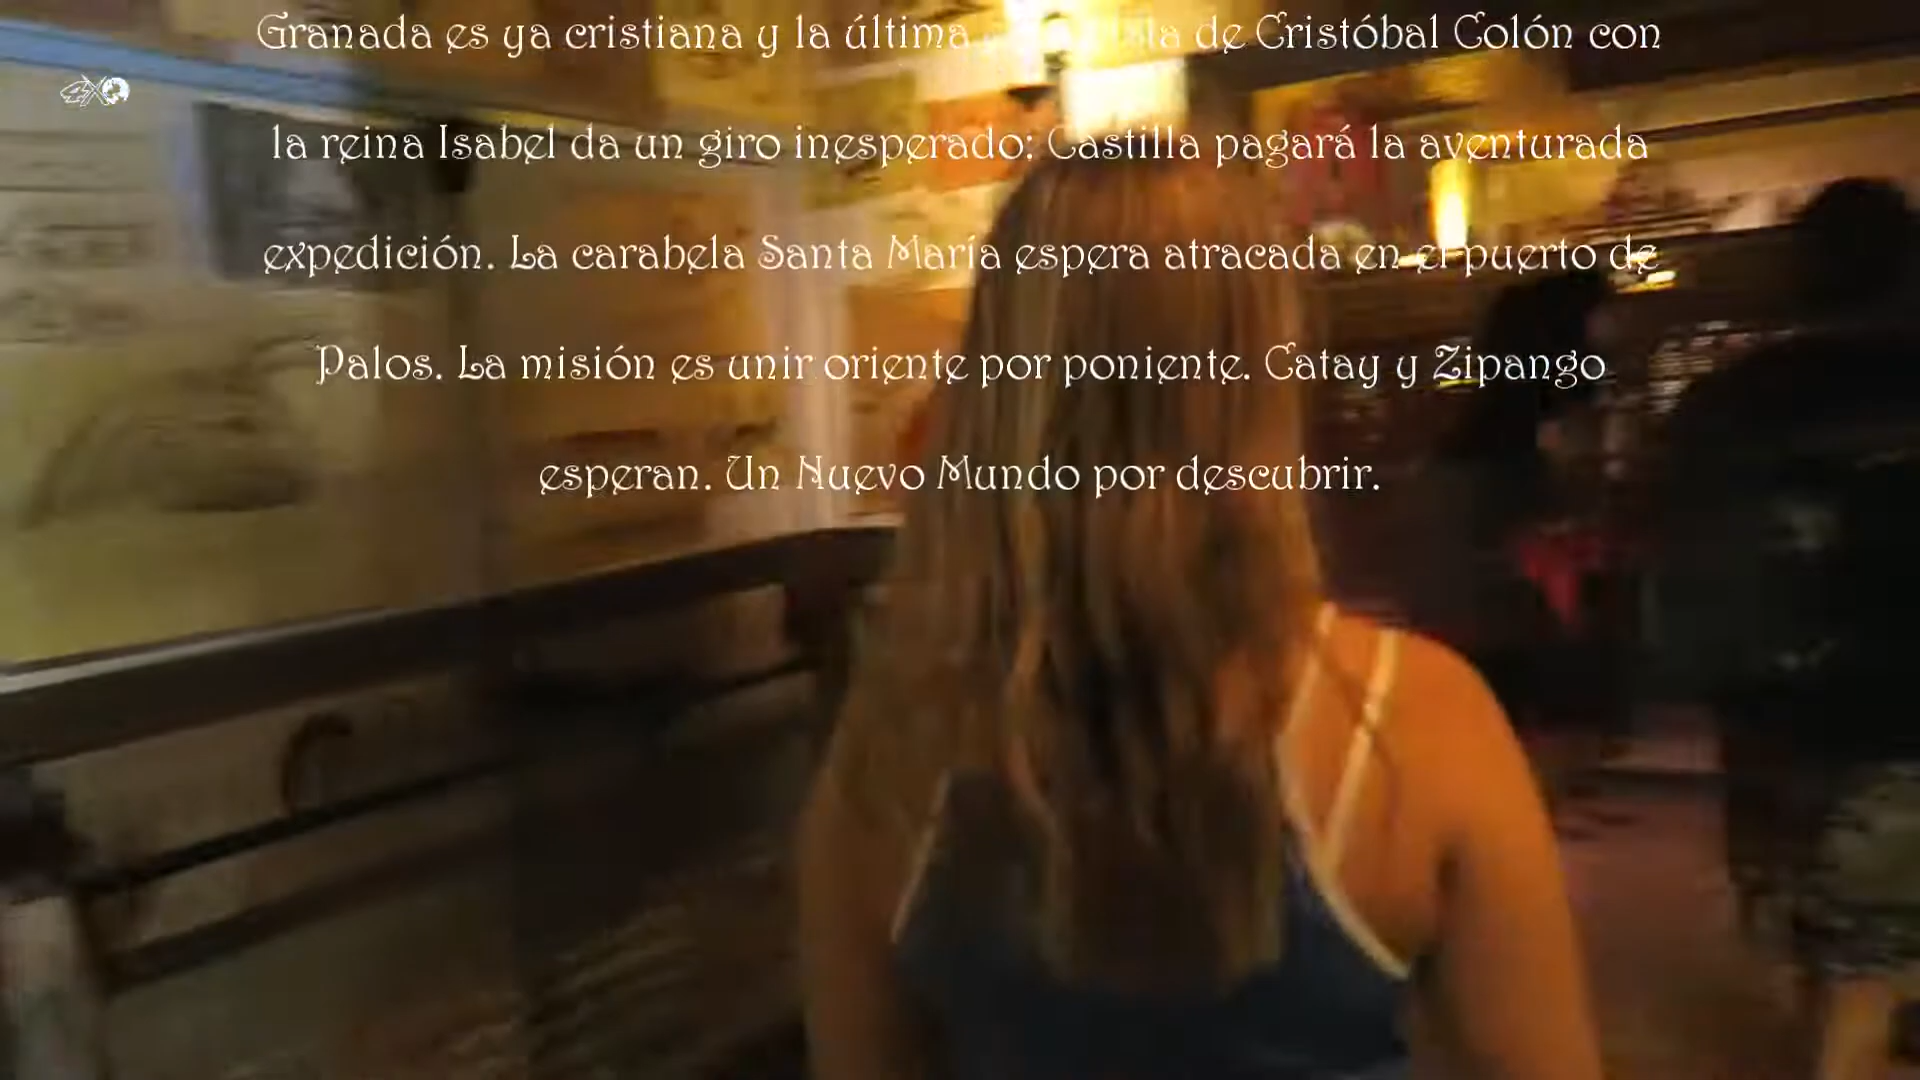 Granada es ya cristiana y la última de Cristóbal Colón con
la reina Isabel da un giro inesperado: Castilla pagará la aventurada
expedición. La carabela Santa María espera atracada en el puerto de
Palos. La misión es unir oriente por poniente. Catay y Zipango
esperan. Un Nuevo Mundo por descubrir.